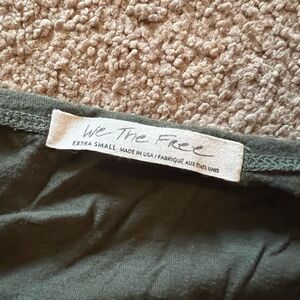 We The Free
EXTRA SMALL MADE IN USA / FABRIQUÉ AUX ÉTATS UNIS